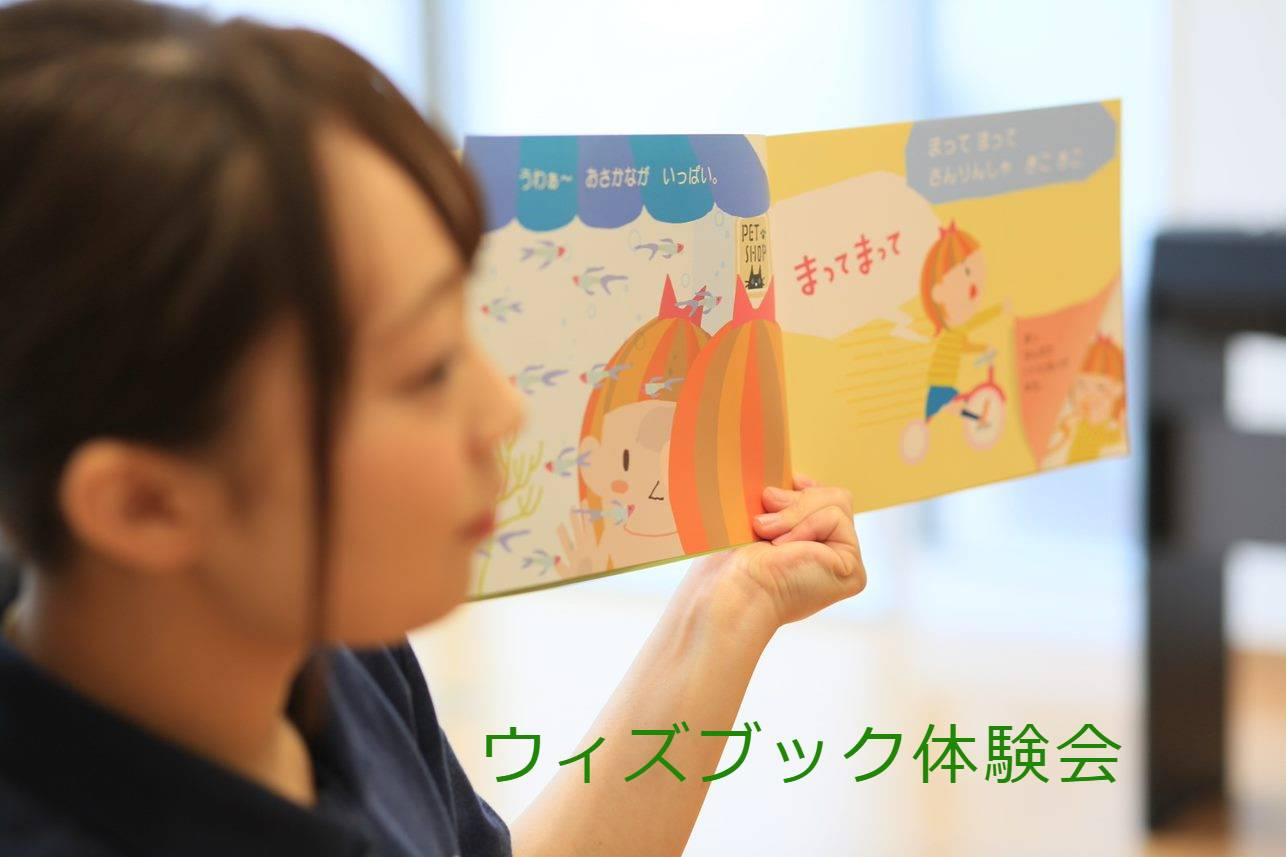 うわぁ～ おさかなが いっぱい。
PET
SHOP
まって まって
さんりんしゃ きこ きこ
まってまって
ウィズブック体験会